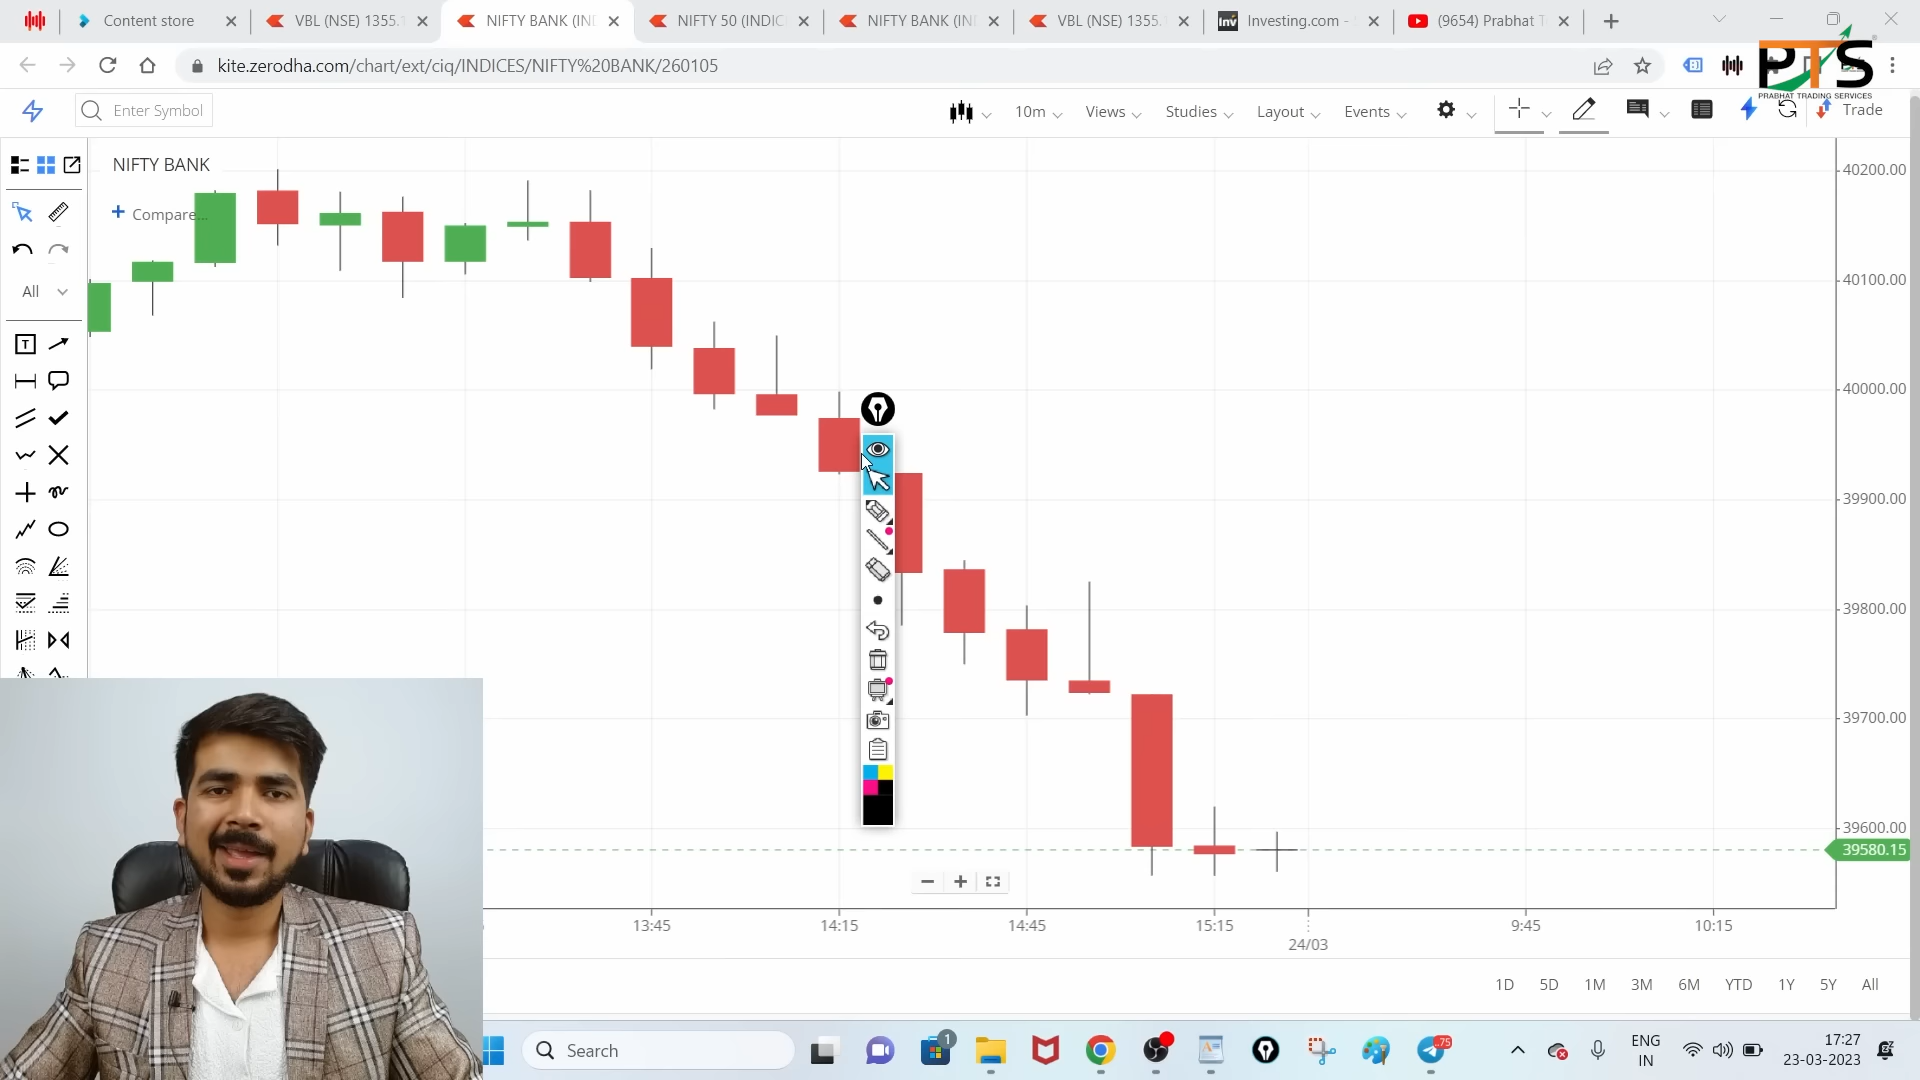 Content store
VBL (NSE) 1355.
NIFTY BANK (IND
NIFTY 50 (INDIC
NIFTY BANK (IN
VBL (NSE) 1355.
Inv
Investing.com -
(9654) Prabhat T
kite.zerodha.com/chart/ext/ciq/INDICES/NIFTY%20BANK/260105
PTS
PRABHAT TRADING SERVICES
Enter Symbol
10m
Views
Studies
Layout
Events
Trade
NIFTY BANK
Compare...
All
T
40200.00
40100.00
40000.00
39900.00
39800.00
39700.00
39600.00
39580.15
13:45
14:15
14:45
15:15
24/03
9:45
10:15
1D
5D
1M
3M
6M
YTD
1Y
5Y
All
Search
1
75
ENG
IN
17:27
23-03-2023